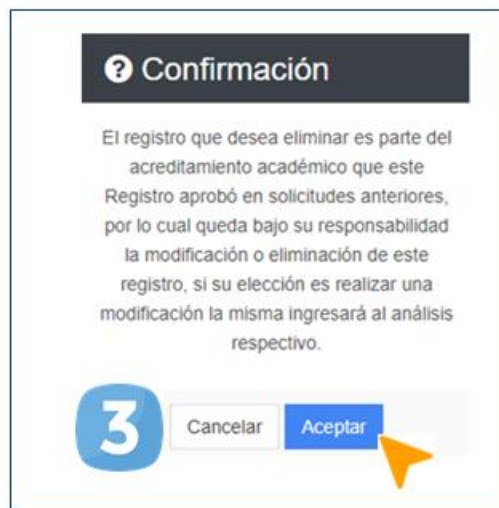 ? Confirmación
El registro que desea eliminar es parte del
acreditamiento académico que este
Registro aprobó en solicitudes anteriores,
por lo cual queda bajo su responsabilidad
la modificación o eliminación de este
registro, si su elección es realizar una
modificación la misma ingresará al análisis
respectivo.
3 Cancelar Aceptar